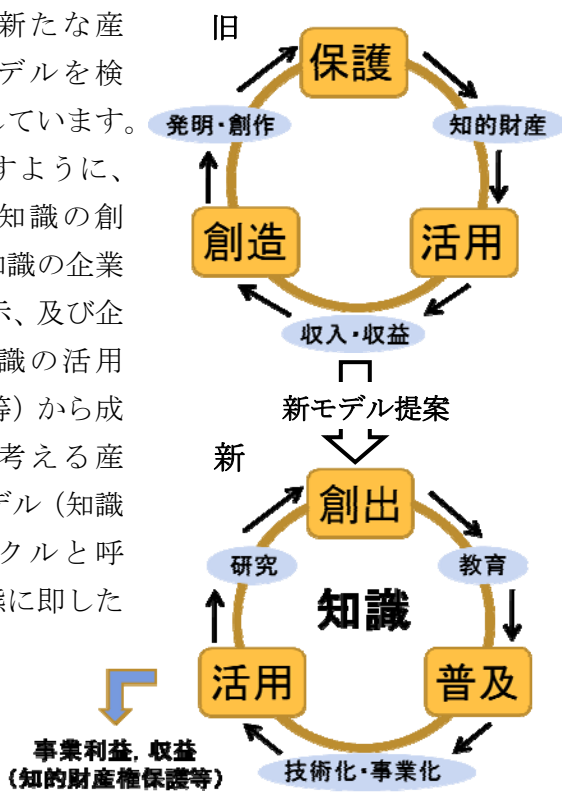 新たな産
デルを検
しています。
すように、
知識の創
知識の企業
示、及び企
識の活用
等）から成
考える産
デル（知識
クルと呼
態に即した
旧
保護
発明・創作
知的財産
創造
活用
収入・収益
新モデル提案
新
創出
研究
教育
知識
活用
普及
技術化・事業化
事業利益，収益
（知的財産権保護等）